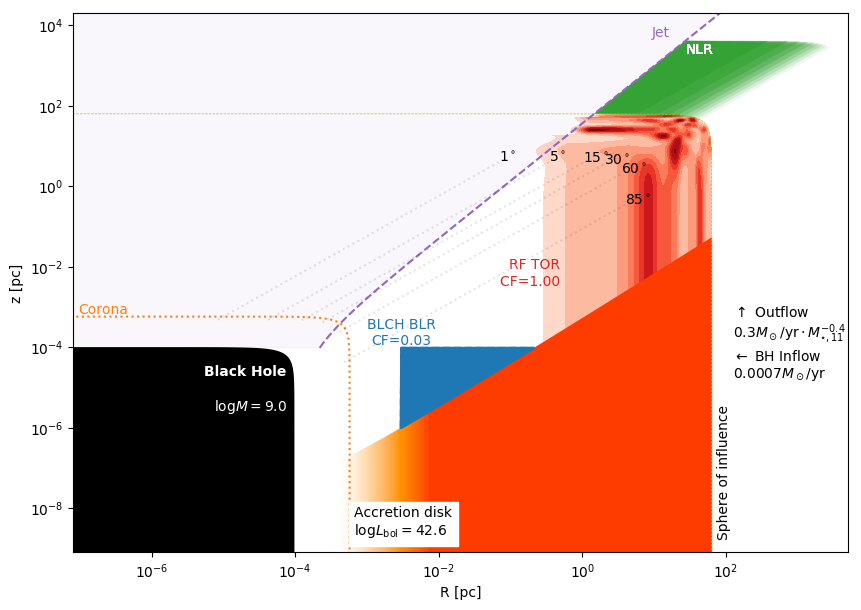 Jet
NLR
1° 5° 15° 30° 60° 85°
RF TOR
CF=1.00
Corona
BLCH BLR
CF=0.03
Black Hole
logM = 9.0
Accretion disk
logL_bol = 42.6
Sphere of influence
↑ Outflow
0.3M_⊙/yr · M_{⋆,11}^{−0.4}
← BH Inflow
0.0007M_⊙/yr
z [pc]
10^4
10^2
10^0
10^−2
10^−4
10^−6
10^−8
10^−6 10^−4 10^−2 10^0 10^2
R [pc]